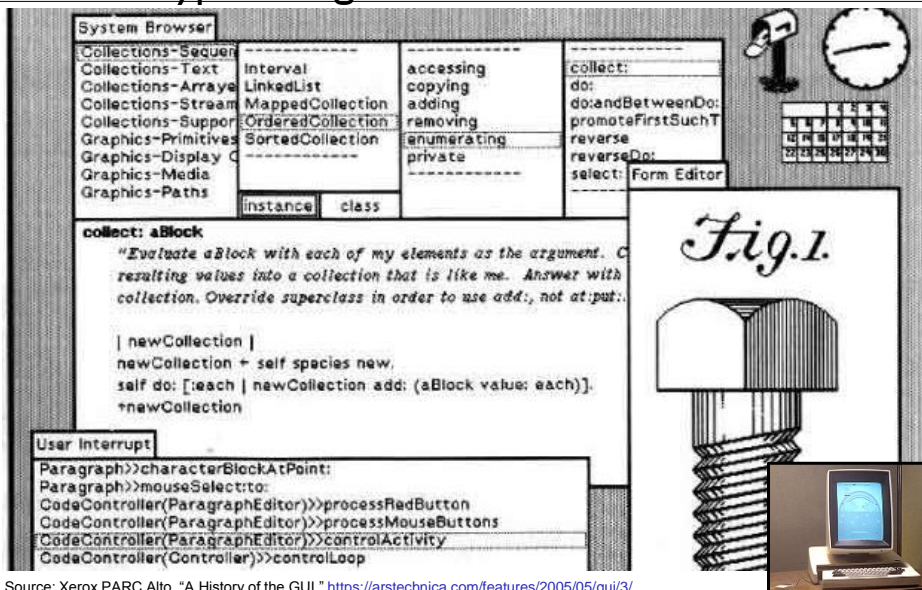 System Browser
Collections-Sequen
Collections-Text
Collections-Arraye
Collections-Stream
Collections-Suppor
Graphics-Primitives
Graphics-Display
Graphics-Media
Graphics-Paths
------------
Interval
LinkedList
MappedCollection
OrderedCollection
SortedCollection
------------
instance class
------------
accessing
copying
adding
removing
enumerating
private
------------
------------
collect:
do:
do:andBetweenDo:
promoteFirstSuchT
reverse
reverseDo:
select:
collect: aBlock
"Evaluate aBlock with each of my elements as the argument. C
resulting values into a collection that is like me. Answer with
collection. Override superclass in order to use add:, not at:put:.
| newCollection |
newCollection ← self species new.
self do: [:each | newCollection add: (aBlock value: each)].
↑newCollection
Form Editor
Fig.1.
User Interrupt
Paragraph>>characterBlockAtPoint:
Paragraph>>mouseSelect:to:
CodeController(ParagraphEditor)>>processRedButton
CodeController(ParagraphEditor)>>processMouseButtons
CodeController(ParagraphEditor)>>controlActivity
CodeController(Controller)>>controlLoop
Source: Xerox PARC Alto, "A History of the GUI," https://arstechnica.com/features/2005/05/gui/3/